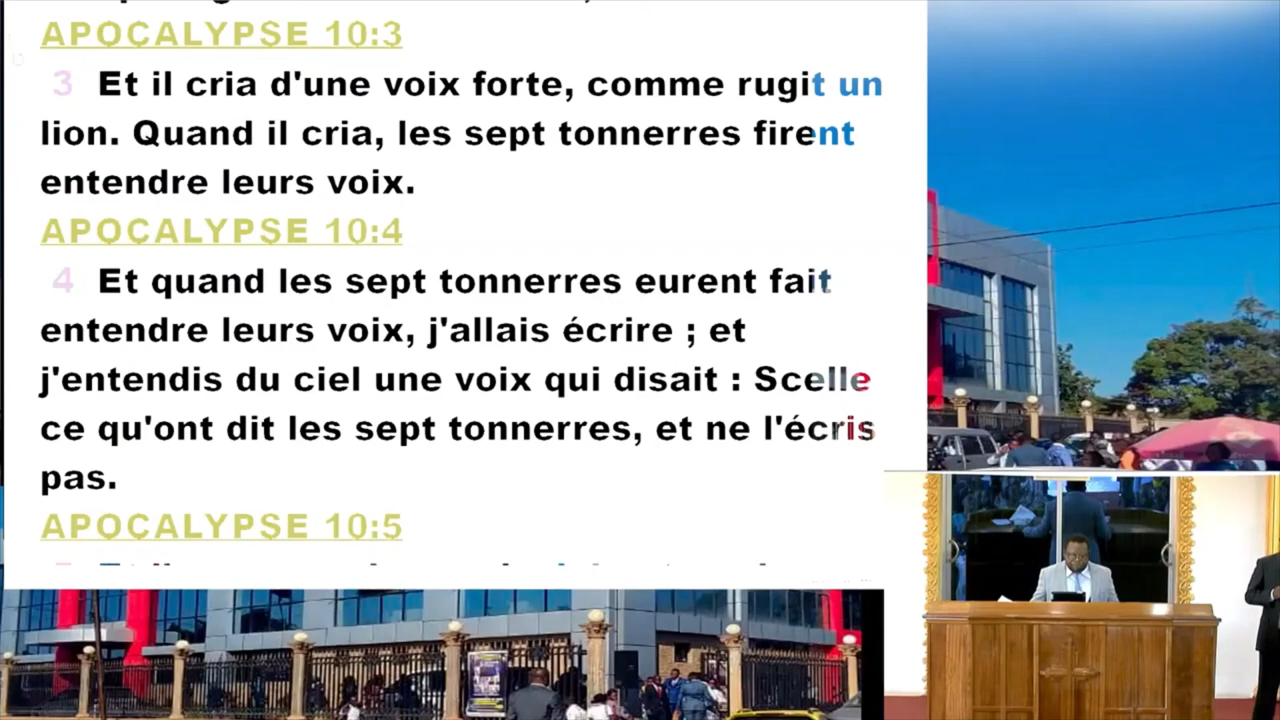 APOCALYPSE 10:3
3 Et il cria d'une voix forte, comme rugit un
lion. Quand il cria, les sept tonnerres firent
entendre leurs voix.
APOCALYPSE 10:4
4 Et quand les sept tonnerres eurent fait
entendre leurs voix, j'allais écrire ; et
j'entendis du ciel une voix qui disait : Scelle
ce qu'ont dit les sept tonnerres, et ne l'écris
pas.
APOCALYPSE 10:5